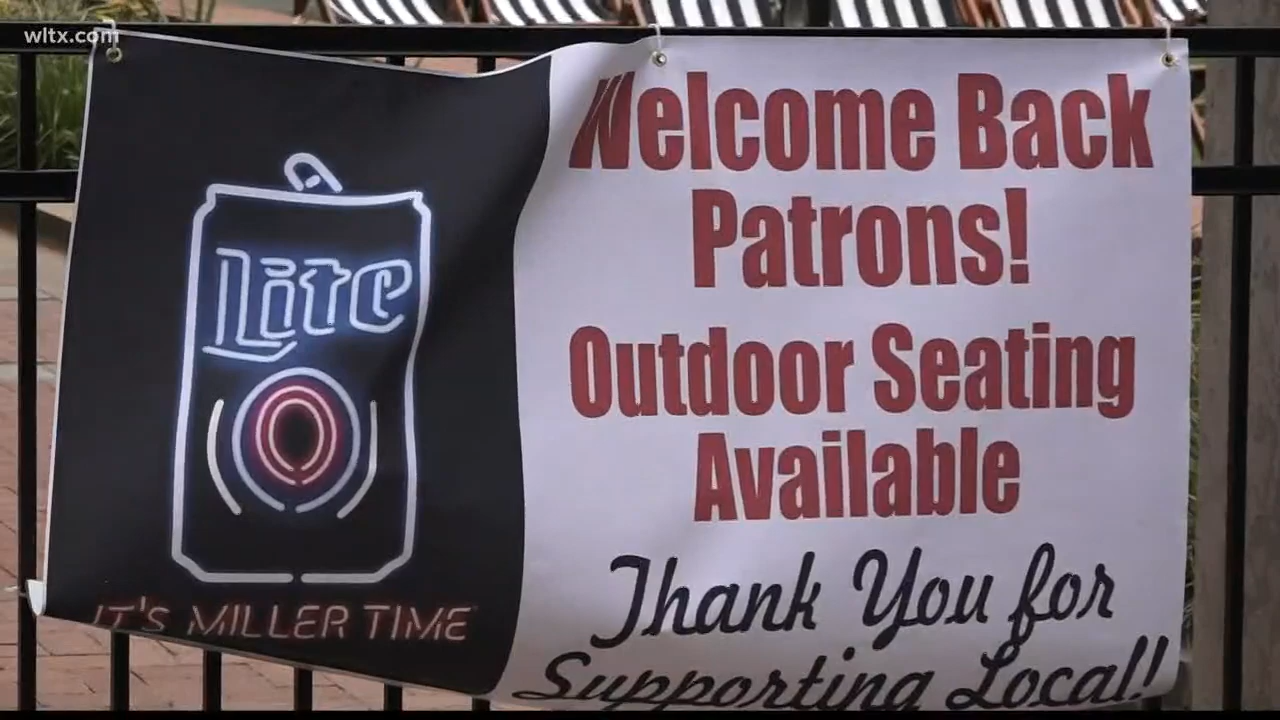 wltx.com
Lite
IT'S MILLER TIME
Welcome Back
Patrons!
Outdoor Seating
Available
Thank You for
Supporting Local!